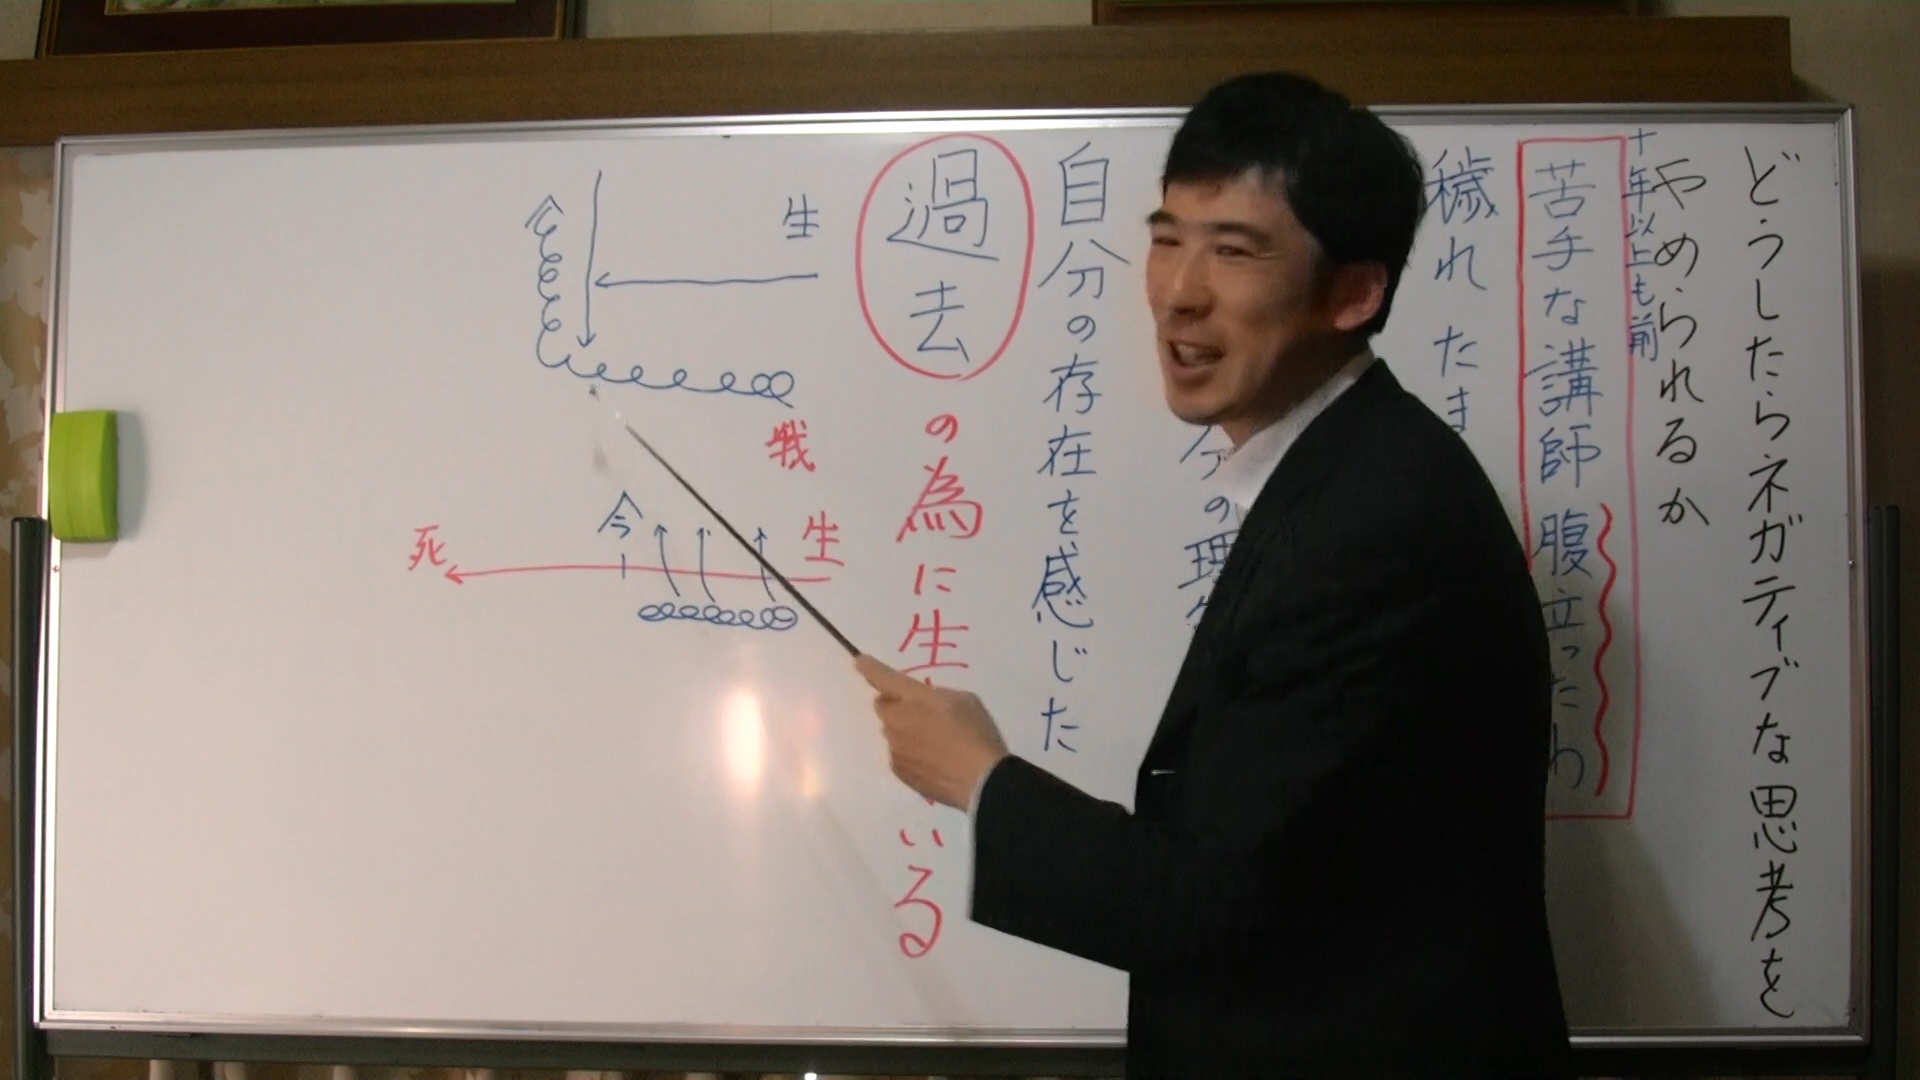 どうしたらネガティブな思考を
やめられるか
十年以上も前
苦手な講師腹立ったわ
穢れたま
の理
自分の存在を感じた
過去の為に生
いる
生
今
我
生
今
死